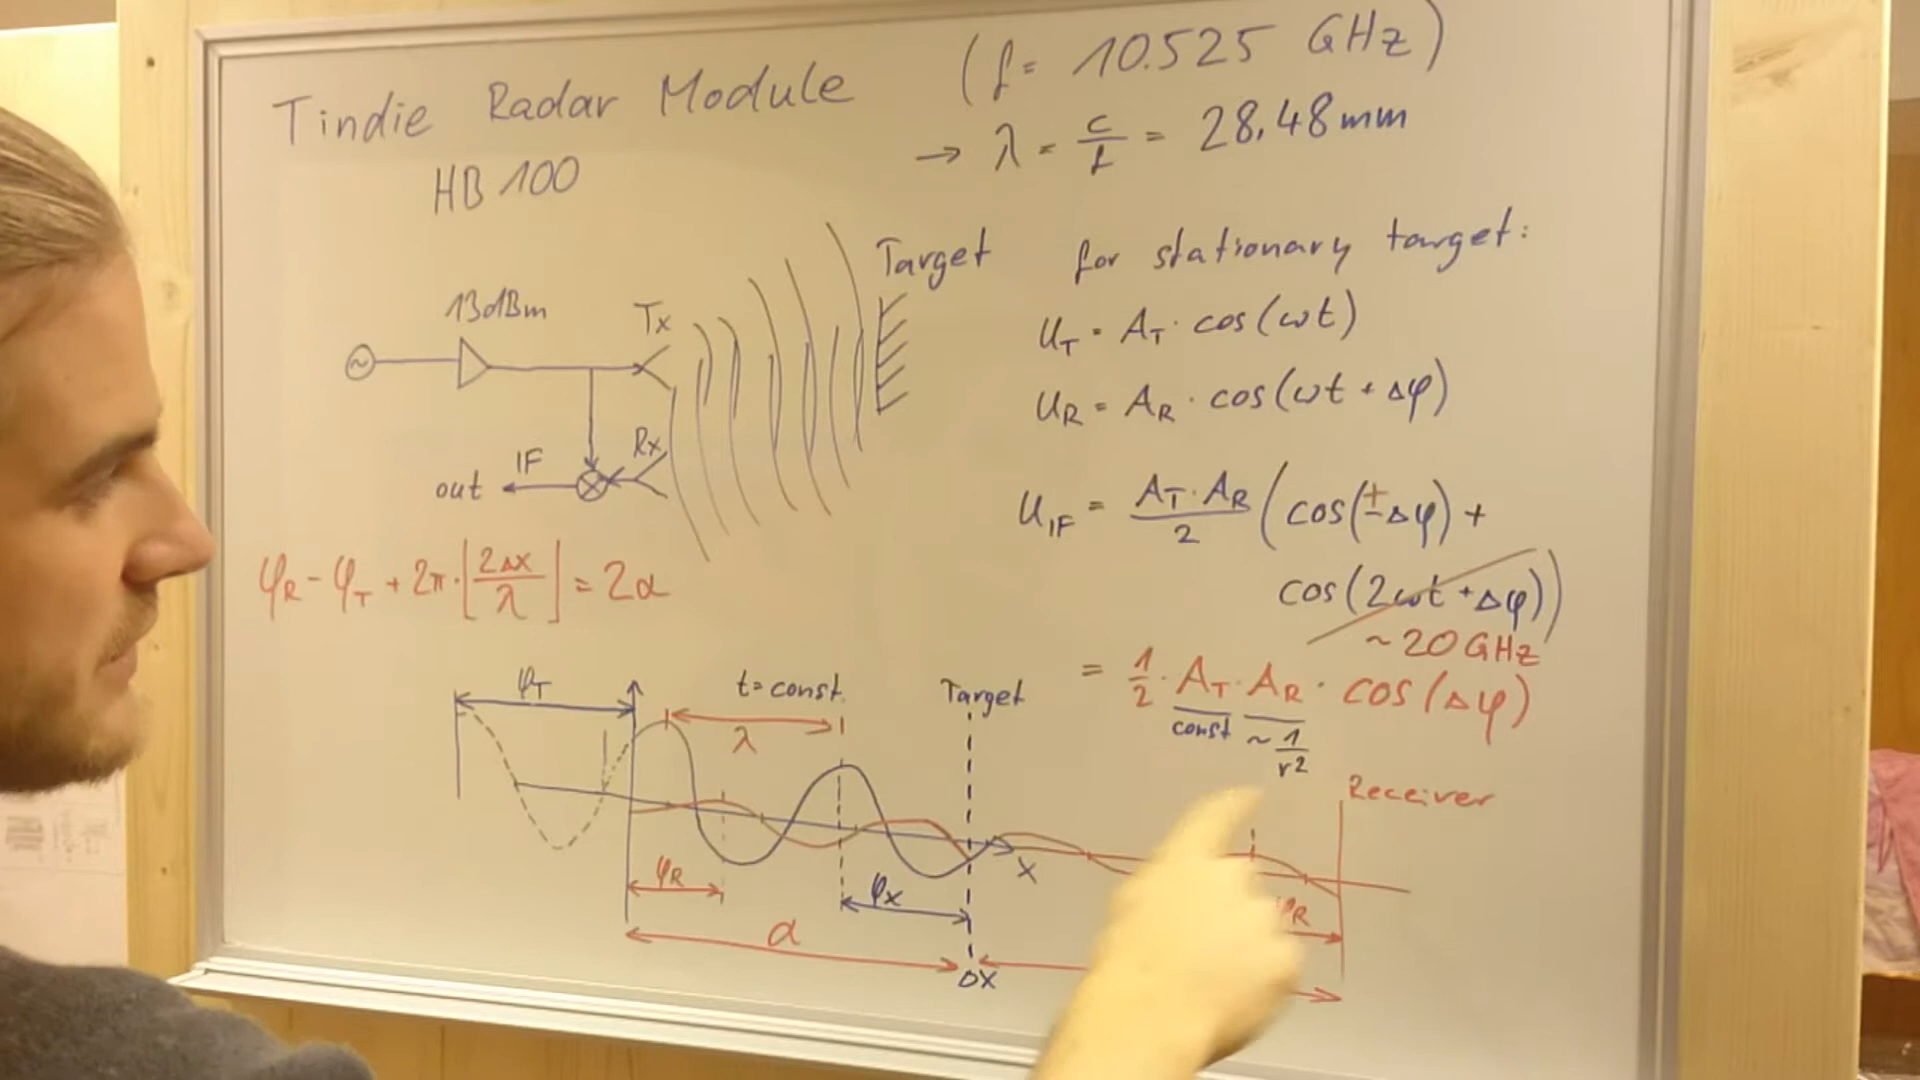 Tindie Radar Module (f = 10.525 GHz)
HB 100
→ λ = c/f = 28.48mm
Target
for stationary target:
13dBm
Tx
U_T = A_T · cos(ωt)
U_R = A_R · cos(ωt + Δφ)
Rx
IF
out
U_IF = A_T · A_R / 2 (cos(±Δφ) +
cos(2ωt + Δφ))
~ 20 GHz
φ_R - φ_T + 2π · ⌊2Δx/λ⌋ = 2α
= 1/2 · A_T · A_R · cos(Δφ)
const ~ 1/r²
φ_T
t = const.
λ
Target
Receiver
x
φ_R
φ_x
φ_R
α
Δx